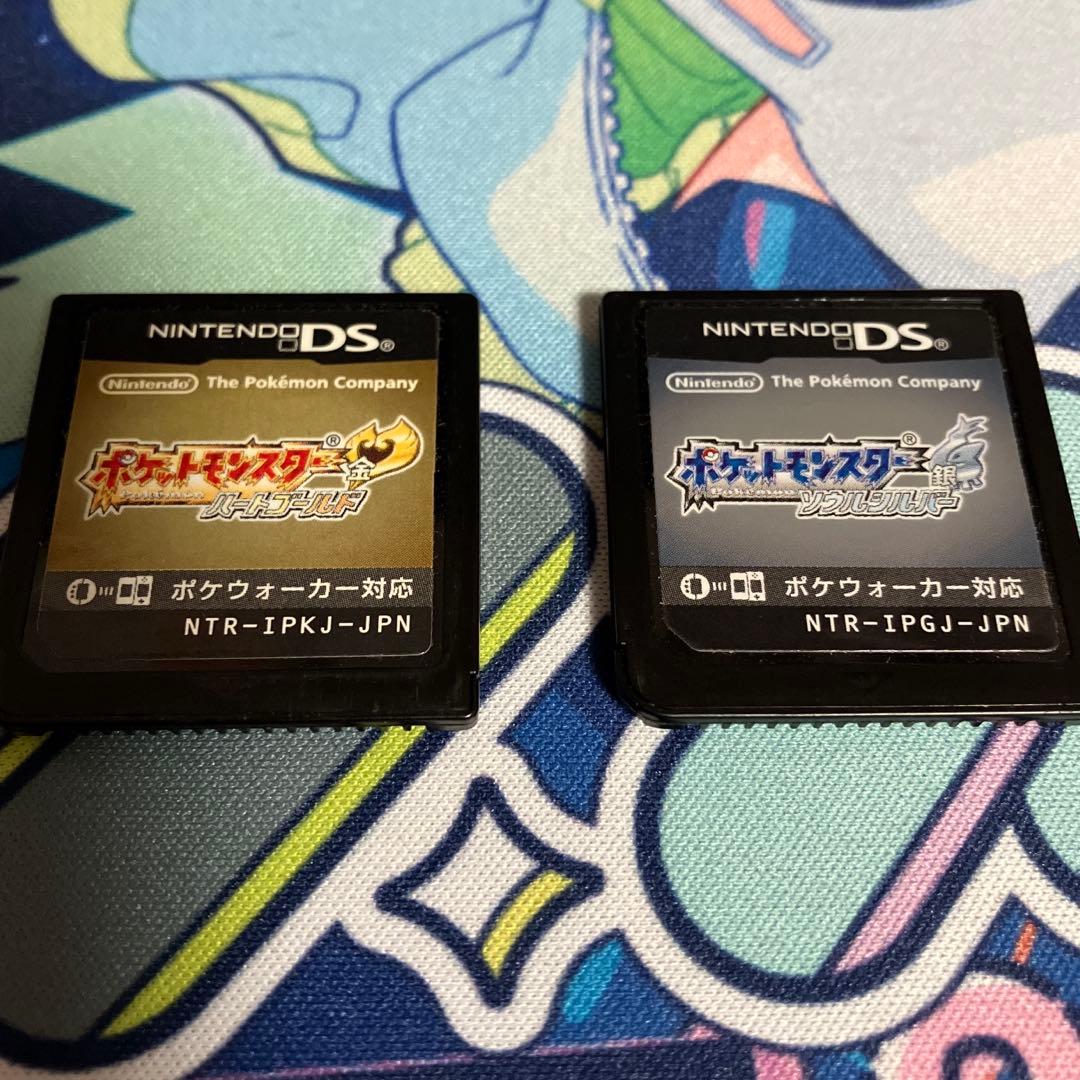 NINTENDO DS®
Nintendo® The Pokémon Company
ポケットモンスター®
Pokémon
金
ハートゴールド
ポケウォーカー対応
NTR-IPKJ-JPN
NINTENDO DS®
Nintendo® The Pokémon Company
ポケットモンスター®
Pokémon
銀
ソウルシルバー
ポケウォーカー対応
NTR-IPGJ-JPN